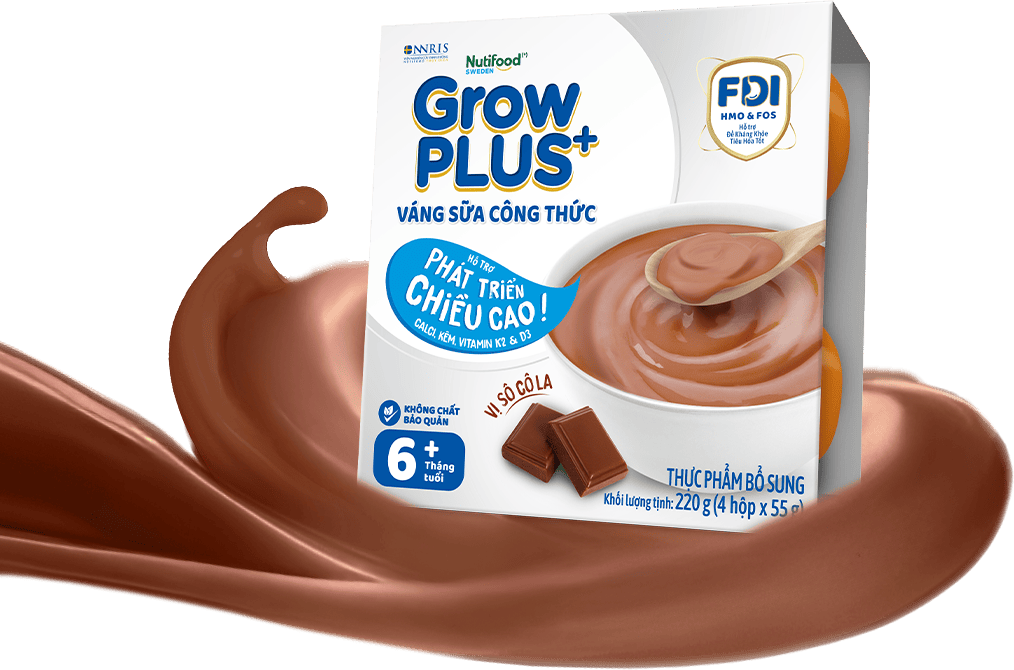 NNRIS
Nutifood(*)
SWEDEN
Grow
PLUS+
VÁNG SỮA CÔNG THỨC
FDI
HMO & FOS
Hỗ trợ
Đề Kháng Khỏe
Tiêu Hóa Tốt
Hỗ TRợ
PHÁT TRIỂN
CHIỀU CAO!
CALCI, KẼM, VITAMIN K2 & D3
VỊ SÔ CÔ LA
KHÔNG CHẤT
BẢO QUẢN
6+
Tháng
tuổi
THỰC PHẨM BỔ SUNG
Khối lượng tịnh: 220 g (4 hộp x 55 g)